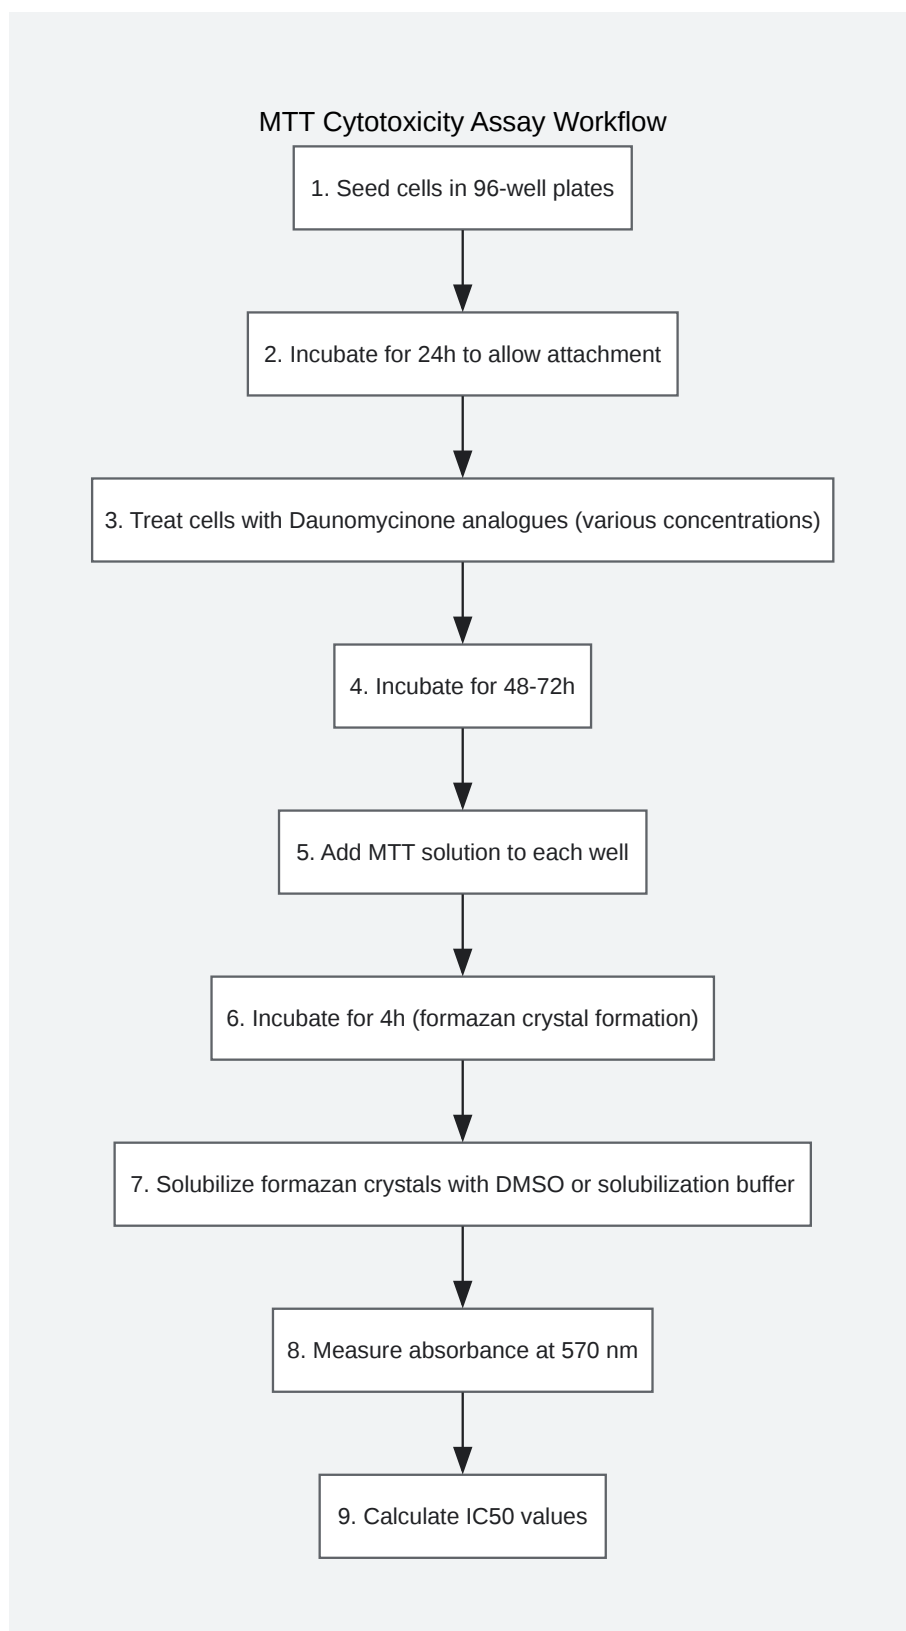 MTT Cytotoxicity Assay Workflow
1. Seed cells in 96-well plates
2. Incubate for 24h to allow attachment
3. Treat cells with Daunomycinone analogues (various concentrations)
4. Incubate for 48-72h
5. Add MTT solution to each well
6. Incubate for 4h (formazan crystal formation)
7. Solubilize formazan crystals with DMSO or solubilization buffer
8. Measure absorbance at 570 nm
9. Calculate IC50 values